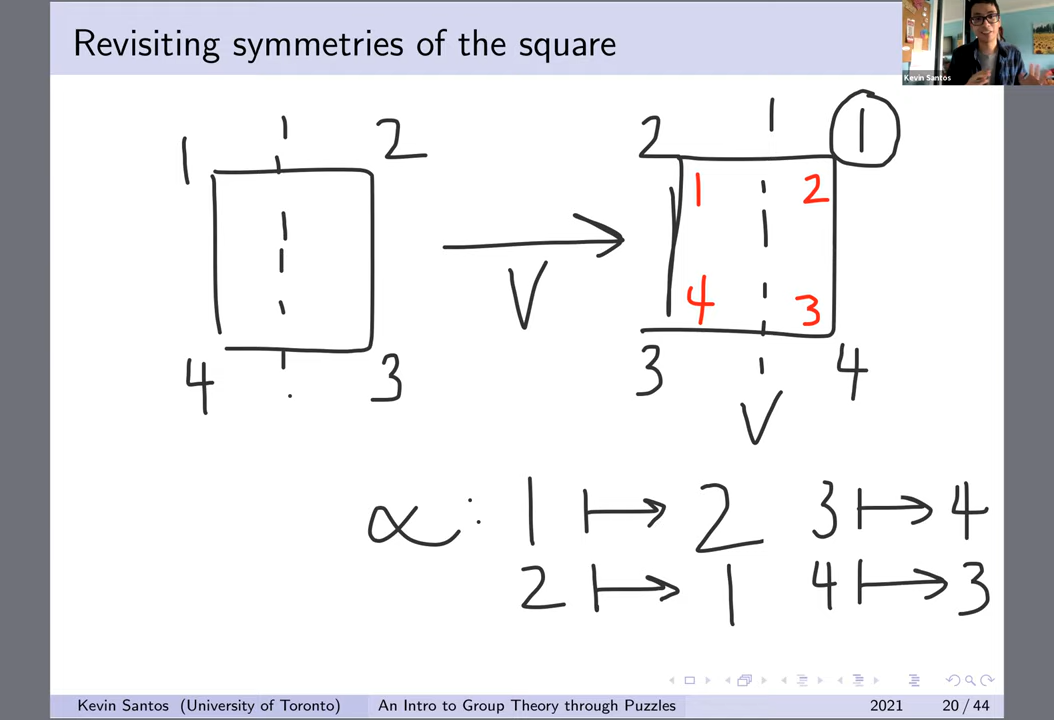 Revisiting symmetries of the square
Kevin Santos
1 2
2 1
1 2
V
4 3
4 3
3 4
V
α: 1 ↦ 2 3 ↦ 4
2 ↦ 1 4 ↦ 3
Kevin Santos (University of Toronto) An Intro to Group Theory through Puzzles 2021 20 / 44